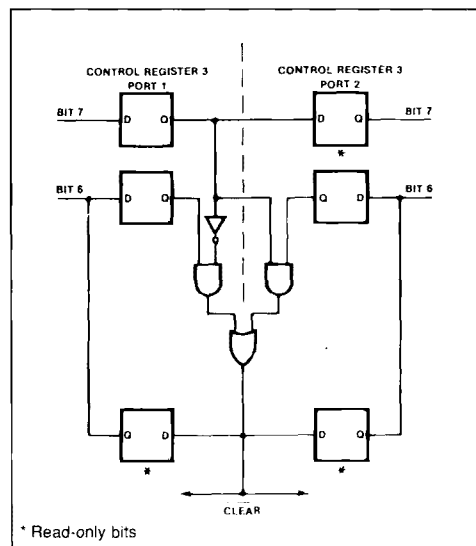 CONTROL REGISTER 3
PORT 1
CONTROL REGISTER 3
PORT 2
BIT 7
D Q
D Q
BIT 7
*
BIT 6
D Q
Q D
BIT 6
Q D
D Q
*
*
CLEAR
* Read-only bits